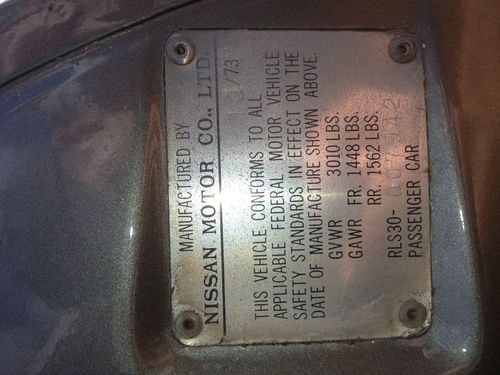 MANUFACTURED BY
NISSAN MOTOR CO., LTD.
/73
THIS VEHICLE CONFORMS TO ALL
APPLICABLE FEDERAL MOTOR VEHICLE
SAFETY STANDARDS IN EFFECT ON THE
DATE OF MANUFACTURE SHOWN ABOVE.
GVWR 3010 LBS.
GAWR FR. 1448 LBS.
RR. 1562 LBS.
RLS30-
PASSENGER CAR